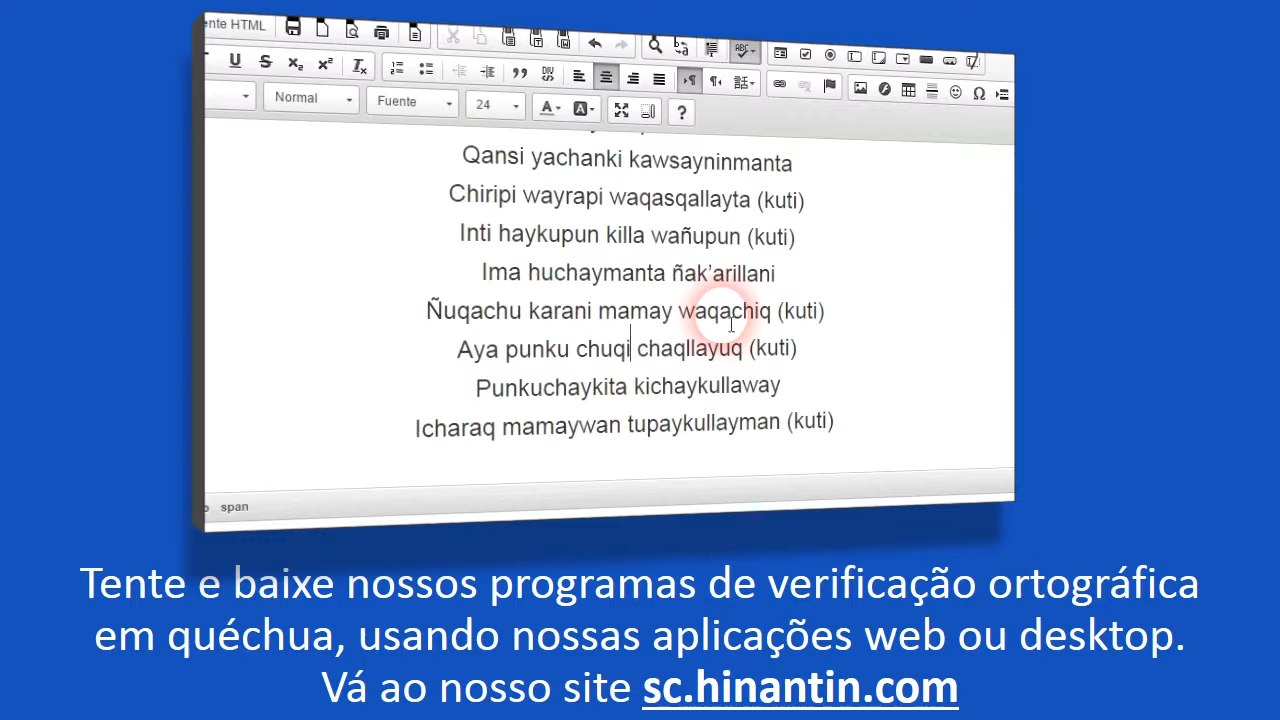 ente HTML
Normal Fuente 24
Qansi yachanki kawsayninmanta
Chiripi wayrapi waqasqallayta (kuti)
Inti haykupun killa wañupun (kuti)
Ima huchaymanta ñak'arillani
Ñuqachu karani mamay waqachiq (kuti)
Aya punku chuqi chaqllayuq (kuti)
Punkuchaykita kichaykullaway
Icharaq mamaywan tupaykullayman (kuti)
span
Tente e baixe nossos programas de verificação ortográfica
em quéchua, usando nossas aplicações web ou desktop.
Vá ao nosso site sc.hinantin.com